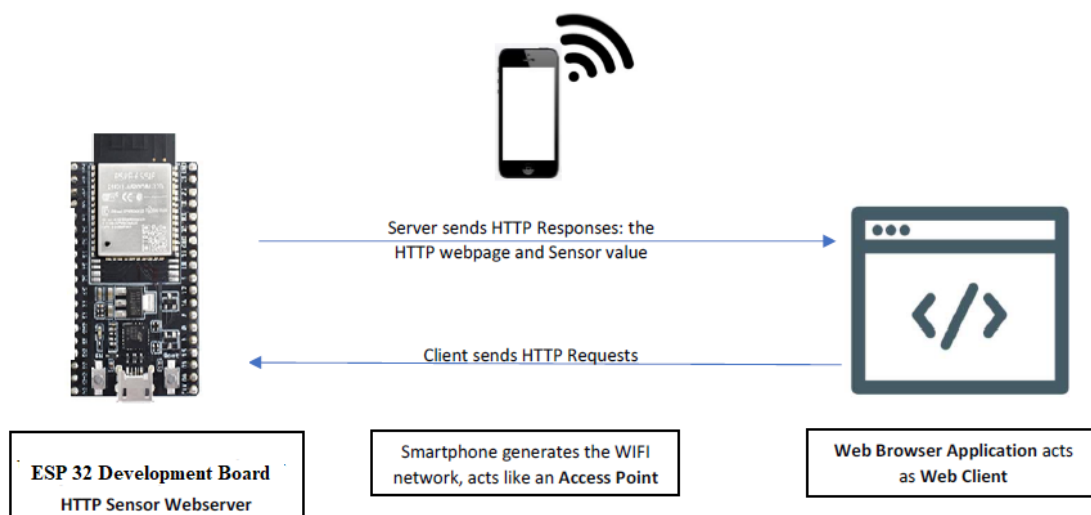 Server sends HTTP Responses: the
HTTP webpage and Sensor value
Client sends HTTP Requests
ESP 32 Development Board
HTTP Sensor Webserver
Smartphone generates the WIFI
network, acts like an Access Point
Web Browser Application acts
as Web Client